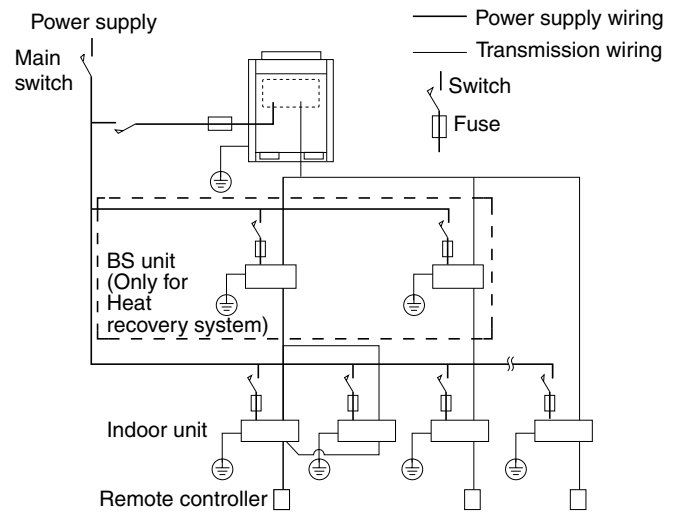 Power supply
Main
switch
Power supply wiring
Transmission wiring
Switch
Fuse
BS unit
(Only for
Heat
recovery system)
Indoor unit
Remote controller